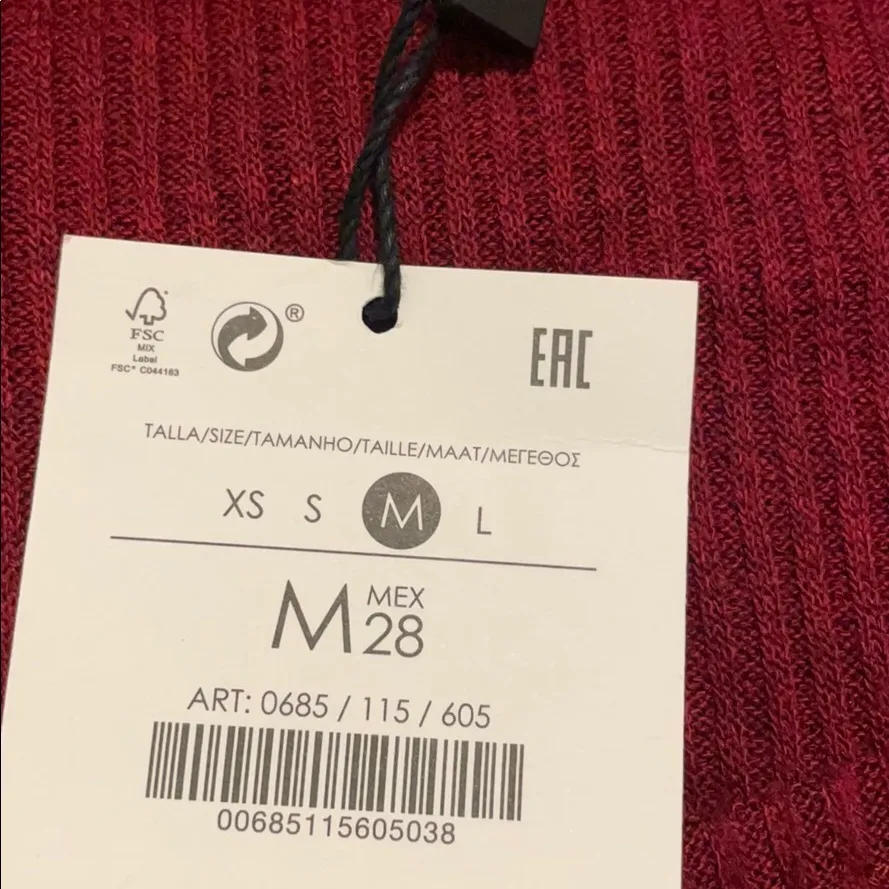 FSC
MIX
Label
FSC® C044163
®
EAC
TALLA/SIZE/TAMANHO/TAILLE/MAAT/ΜΕΓΕΘΟΣ
XS S M L
M MEX 28
ART: 0685 / 115 / 605
00685115605038